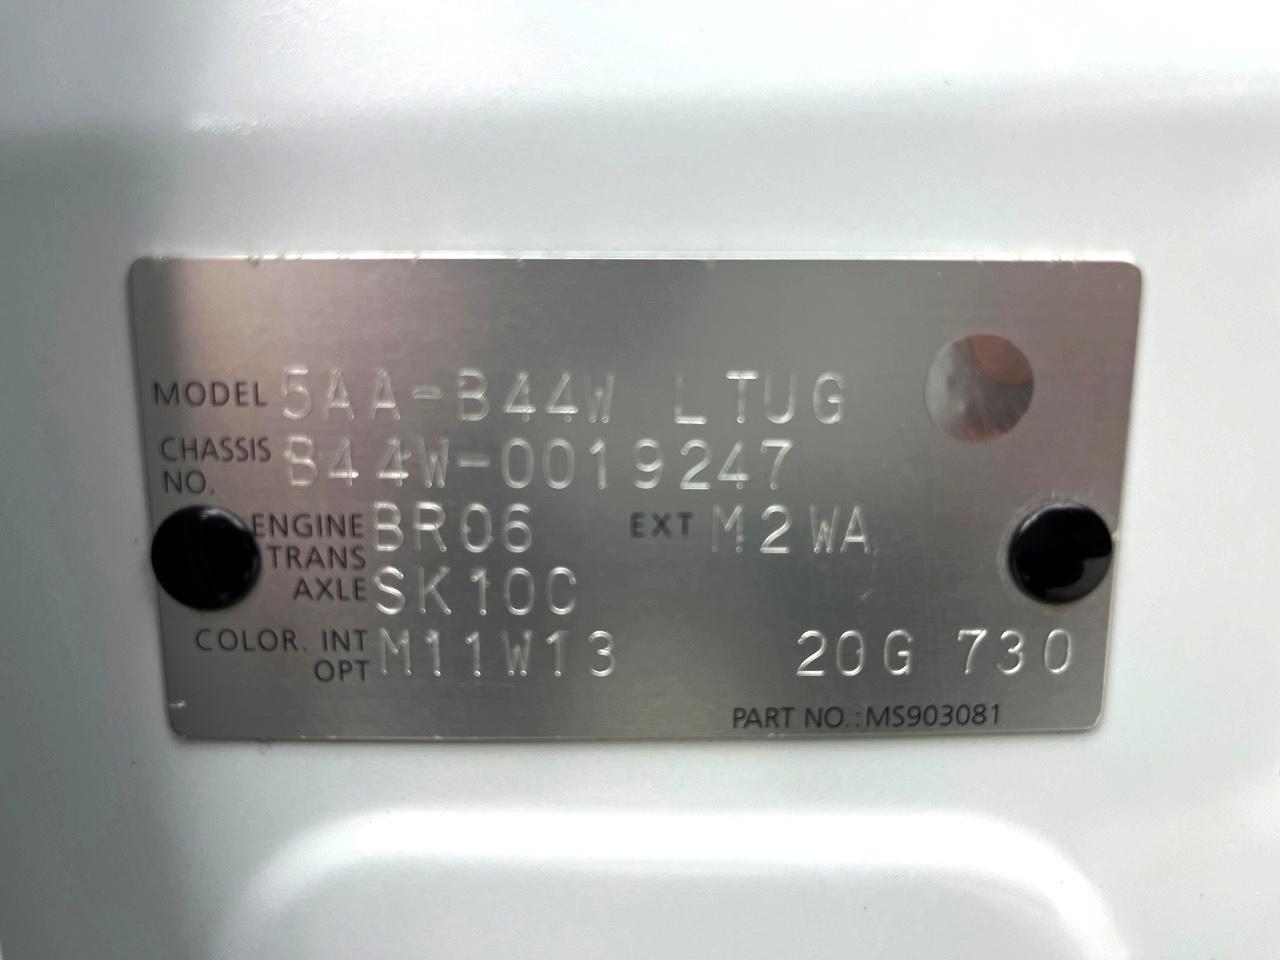 MODEL 5AA-B44W LTUG
CHASSIS NO. B44W-0019247
ENGINE BR06 EXT M2WA
TRANS AXLE SK10C
COLOR. INT OPT M11W13 20G 730
PART NO.:MS903081